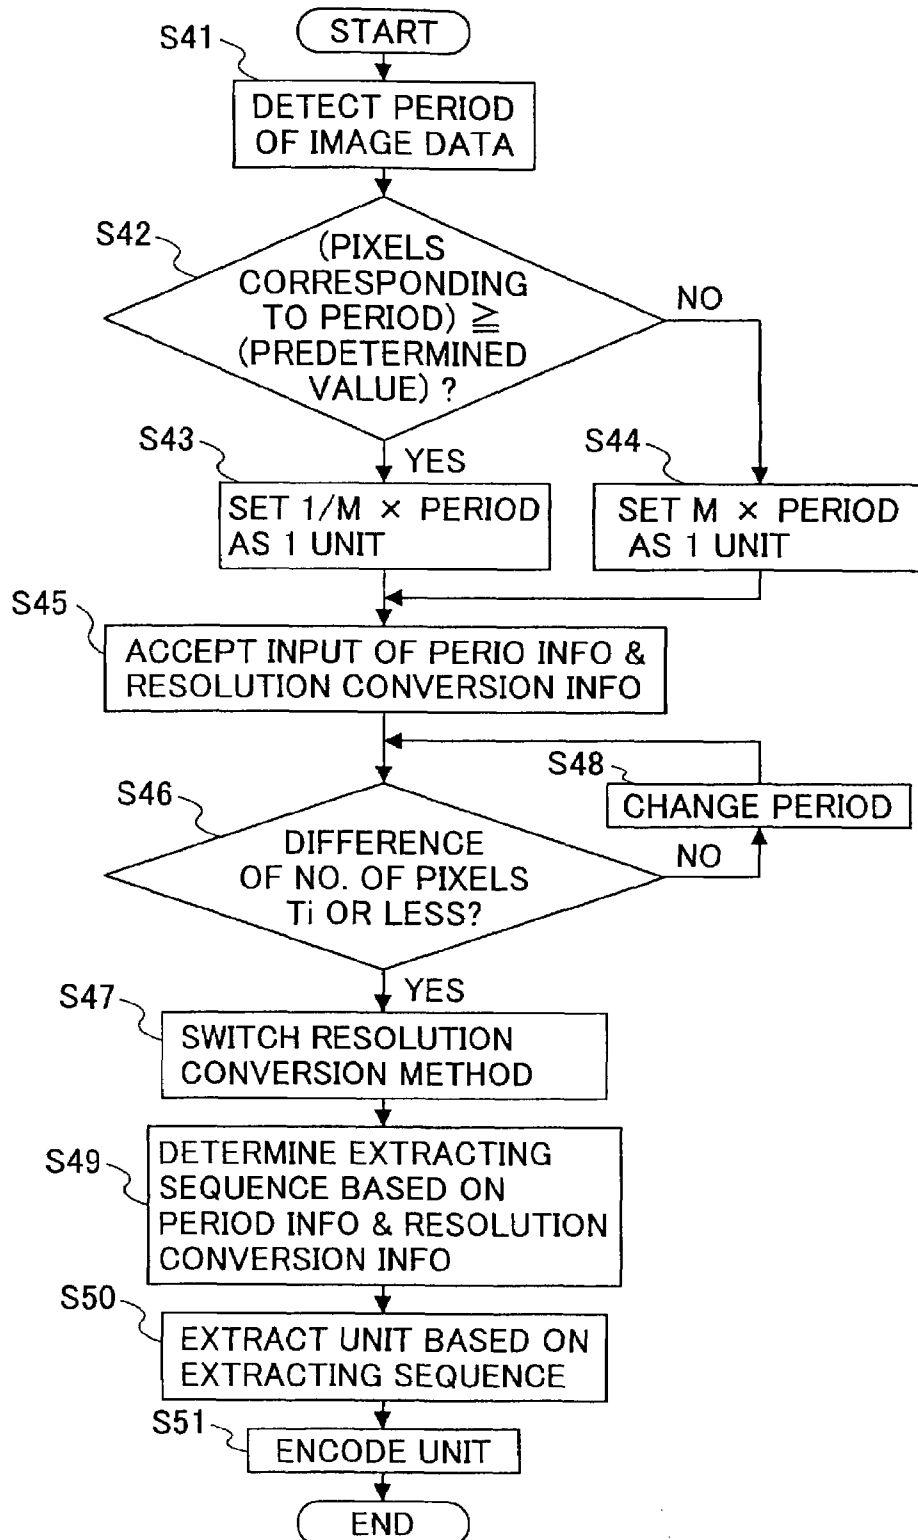 START
S41
DETECT PERIOD
OF IMAGE DATA
S42
(PIXELS
CORRESPONDING
TO PERIOD) ≧
(PREDETERMINED
VALUE) ?
NO
YES
S43
SET 1/M × PERIOD
AS 1 UNIT
S44
SET M × PERIOD
AS 1 UNIT
S45
ACCEPT INPUT OF PERIO INFO &
RESOLUTION CONVERSION INFO
S46
DIFFERENCE
OF NO. OF PIXELS
Ti OR LESS?
NO
S48
CHANGE PERIOD
YES
S47
SWITCH RESOLUTION
CONVERSION METHOD
S49
DETERMINE EXTRACTING
SEQUENCE BASED ON
PERIOD INFO & RESOLUTION
CONVERSION INFO
S50
EXTRACT UNIT BASED ON
EXTRACTING SEQUENCE
S51
ENCODE UNIT
END